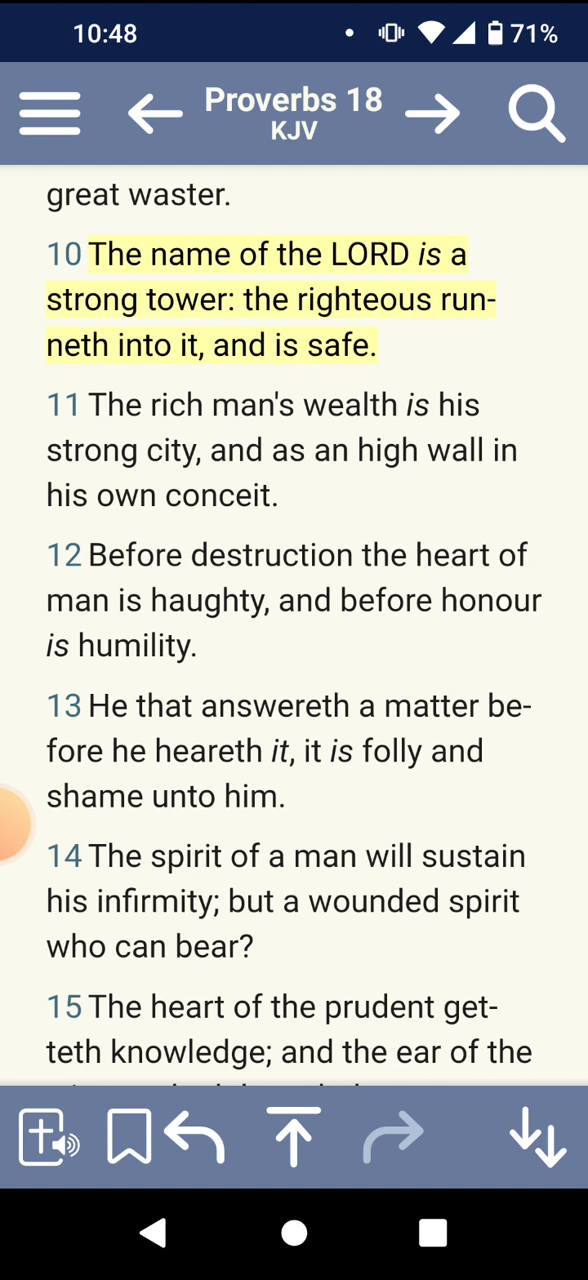 10:48
71%
Proverbs 18
KJV
great waster.
10 The name of the LORD is a
strong tower: the righteous run-
neth into it, and is safe.
11 The rich man's wealth is his
strong city, and as an high wall in
his own conceit.
12 Before destruction the heart of
man is haughty, and before honour
is humility.
13 He that answereth a matter be-
fore he heareth it, it is folly and
shame unto him.
14 The spirit of a man will sustain
his infirmity; but a wounded spirit
who can bear?
15 The heart of the prudent get-
teth knowledge; and the ear of the